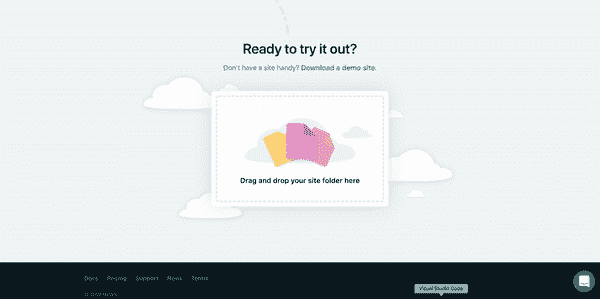 Ready to try it out?
Don't have a site handy? Download a demo site.
Drag and drop your site folder here
Docs Pricing Support News Terms
Visual Studio Code